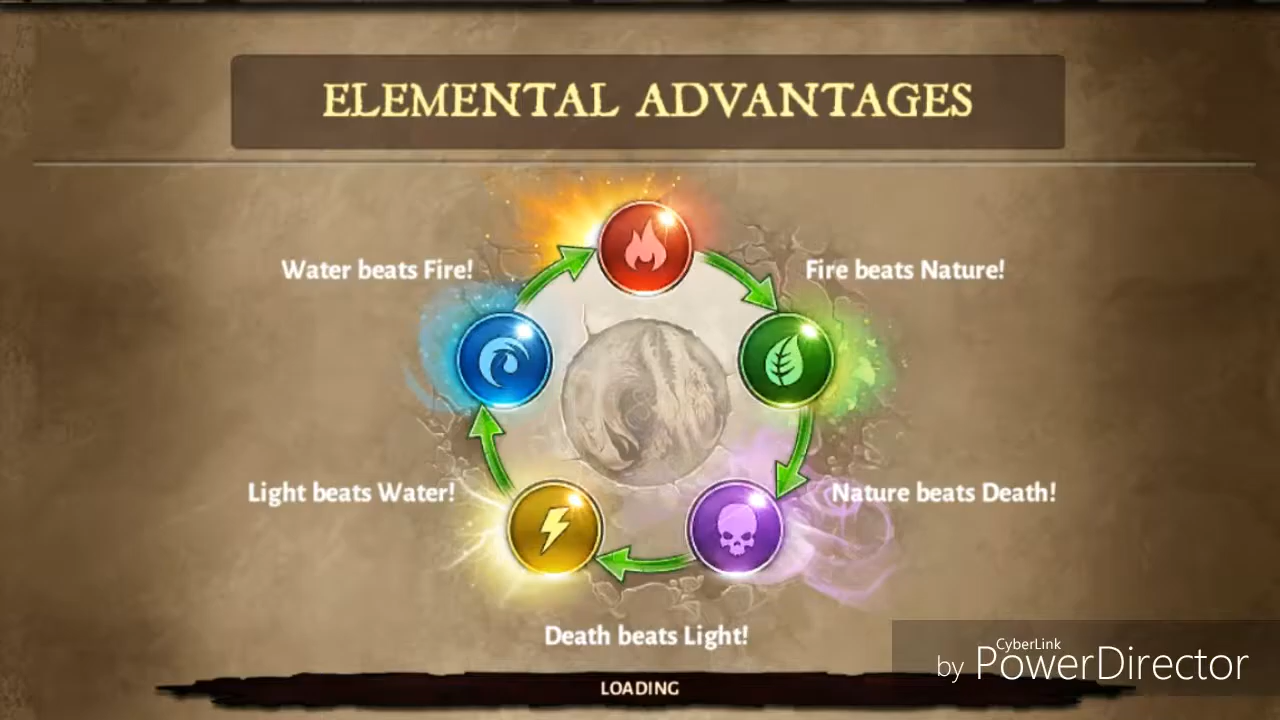 ELEMENTAL ADVANTAGES
Water beats Fire!
Fire beats Nature!
Light beats Water!
Nature beats Death!
Death beats Light!
CyberLink
by PowerDirector
LOADING